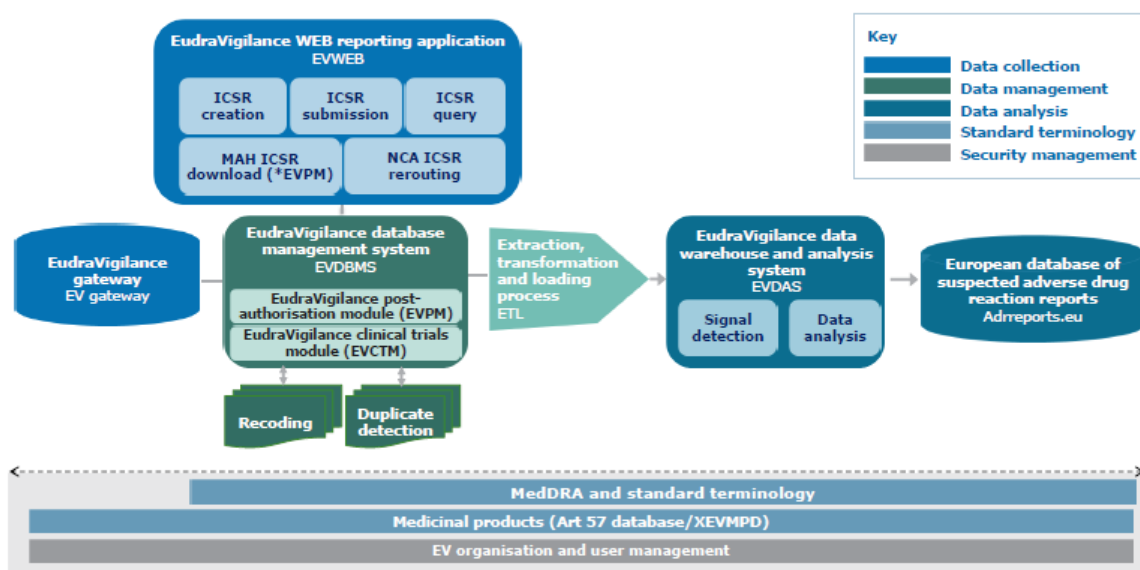 EudraVigilance WEB reporting application
EVWEB
ICSR
creation
ICSR
submission
ICSR
query
MAH ICSR
download (*EVPM)
NCA ICSR
rerouting
Key
Data collection
Data management
Data analysis
Standard terminology
Security management
EudraVigilance
gateway
EV gateway
EudraVigilance database
management system
EVDBMS
EudraVigilance post-
authorisation module (EVPM)
EudraVigilance clinical trials
module (EVCTM)
Extraction,
transformation
and loading
process
ETL
EudraVigilance data
warehouse and analysis
system
EVDAS
Signal
detection
Data
analysis
European database of
suspected adverse drug
reaction reports
Adrreports.eu
Recoding
Duplicate
detection
MedDRA and standard terminology
Medicinal products (Art 57 database/XEVMPD)
EV organisation and user management